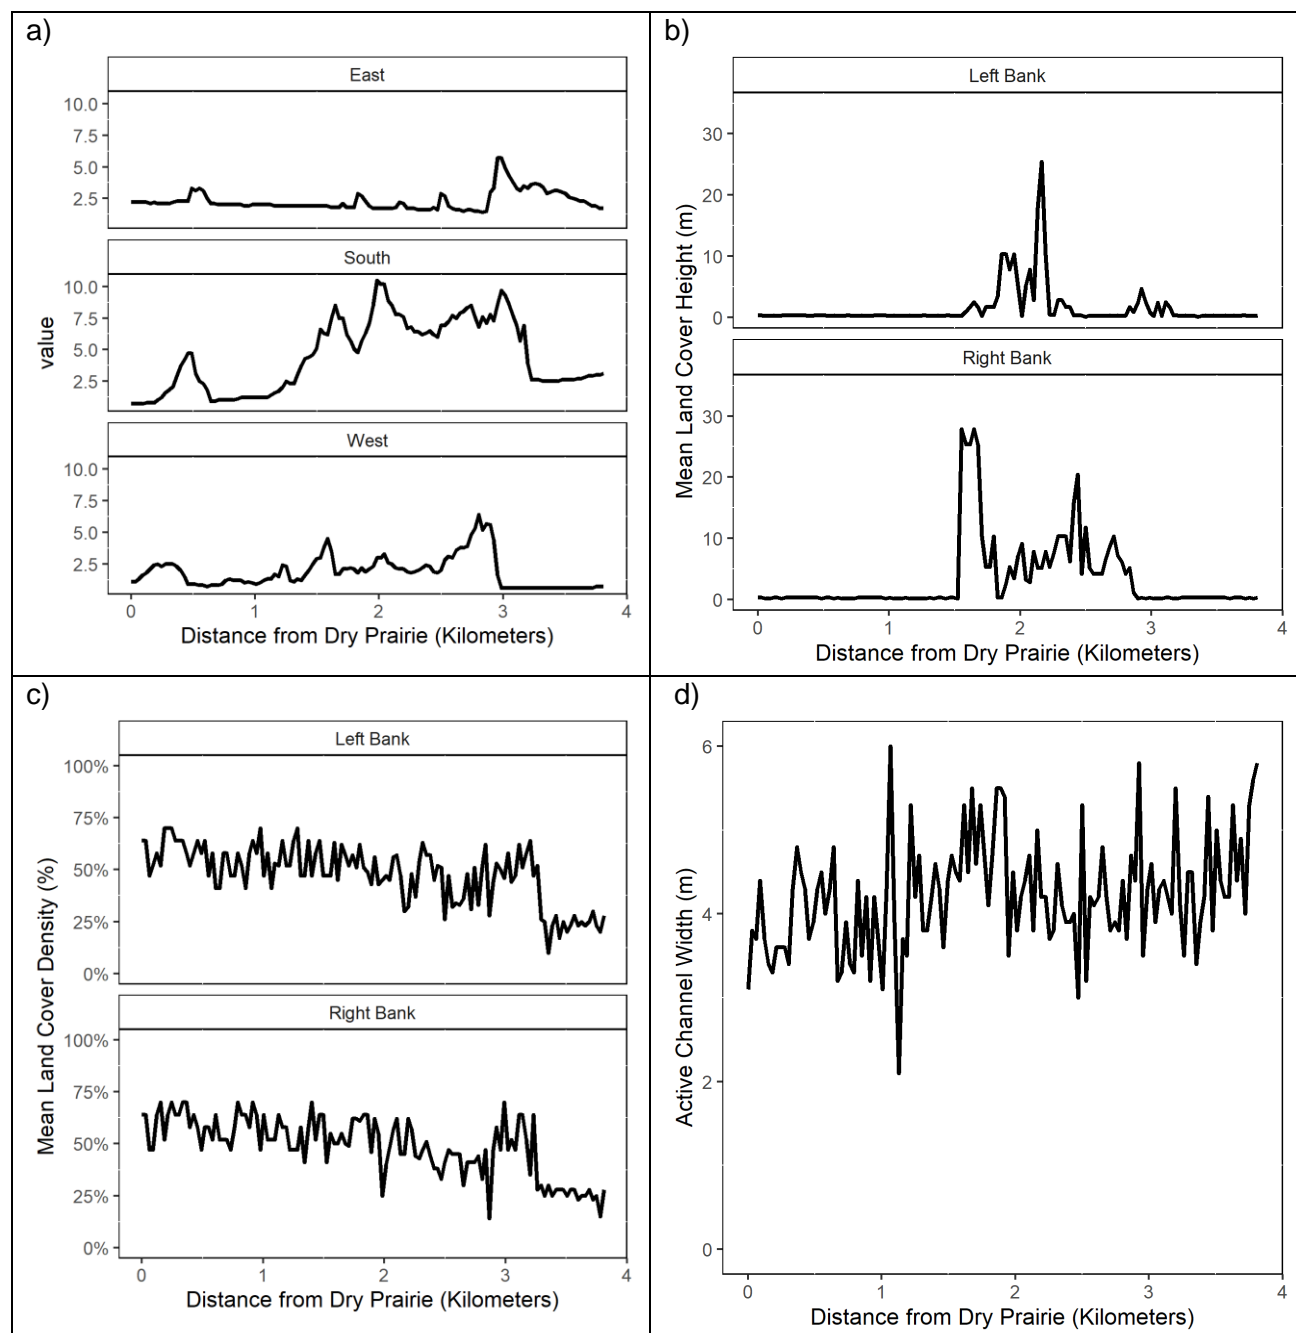 a)
East
10.0
7.5
5.0
2.5
South
10.0
7.5
5.0
2.5
West
10.0
7.5
5.0
2.5
value
0 1 2 3 4
Distance from Dry Prairie (Kilometers)
b)
Left Bank
30
20
10
0
Right Bank
30
20
10
0
Mean Land Cover Height (m)
0 1 2 3 4
Distance from Dry Prairie (Kilometers)
c)
Left Bank
100%
75%
50%
25%
0%
Right Bank
100%
75%
50%
25%
0%
Mean Land Cover Density (%)
0 1 2 3 4
Distance from Dry Prairie (Kilometers)
d)
6
4
2
0
Active Channel Width (m)
0 1 2 3 4
Distance from Dry Prairie (Kilometers)